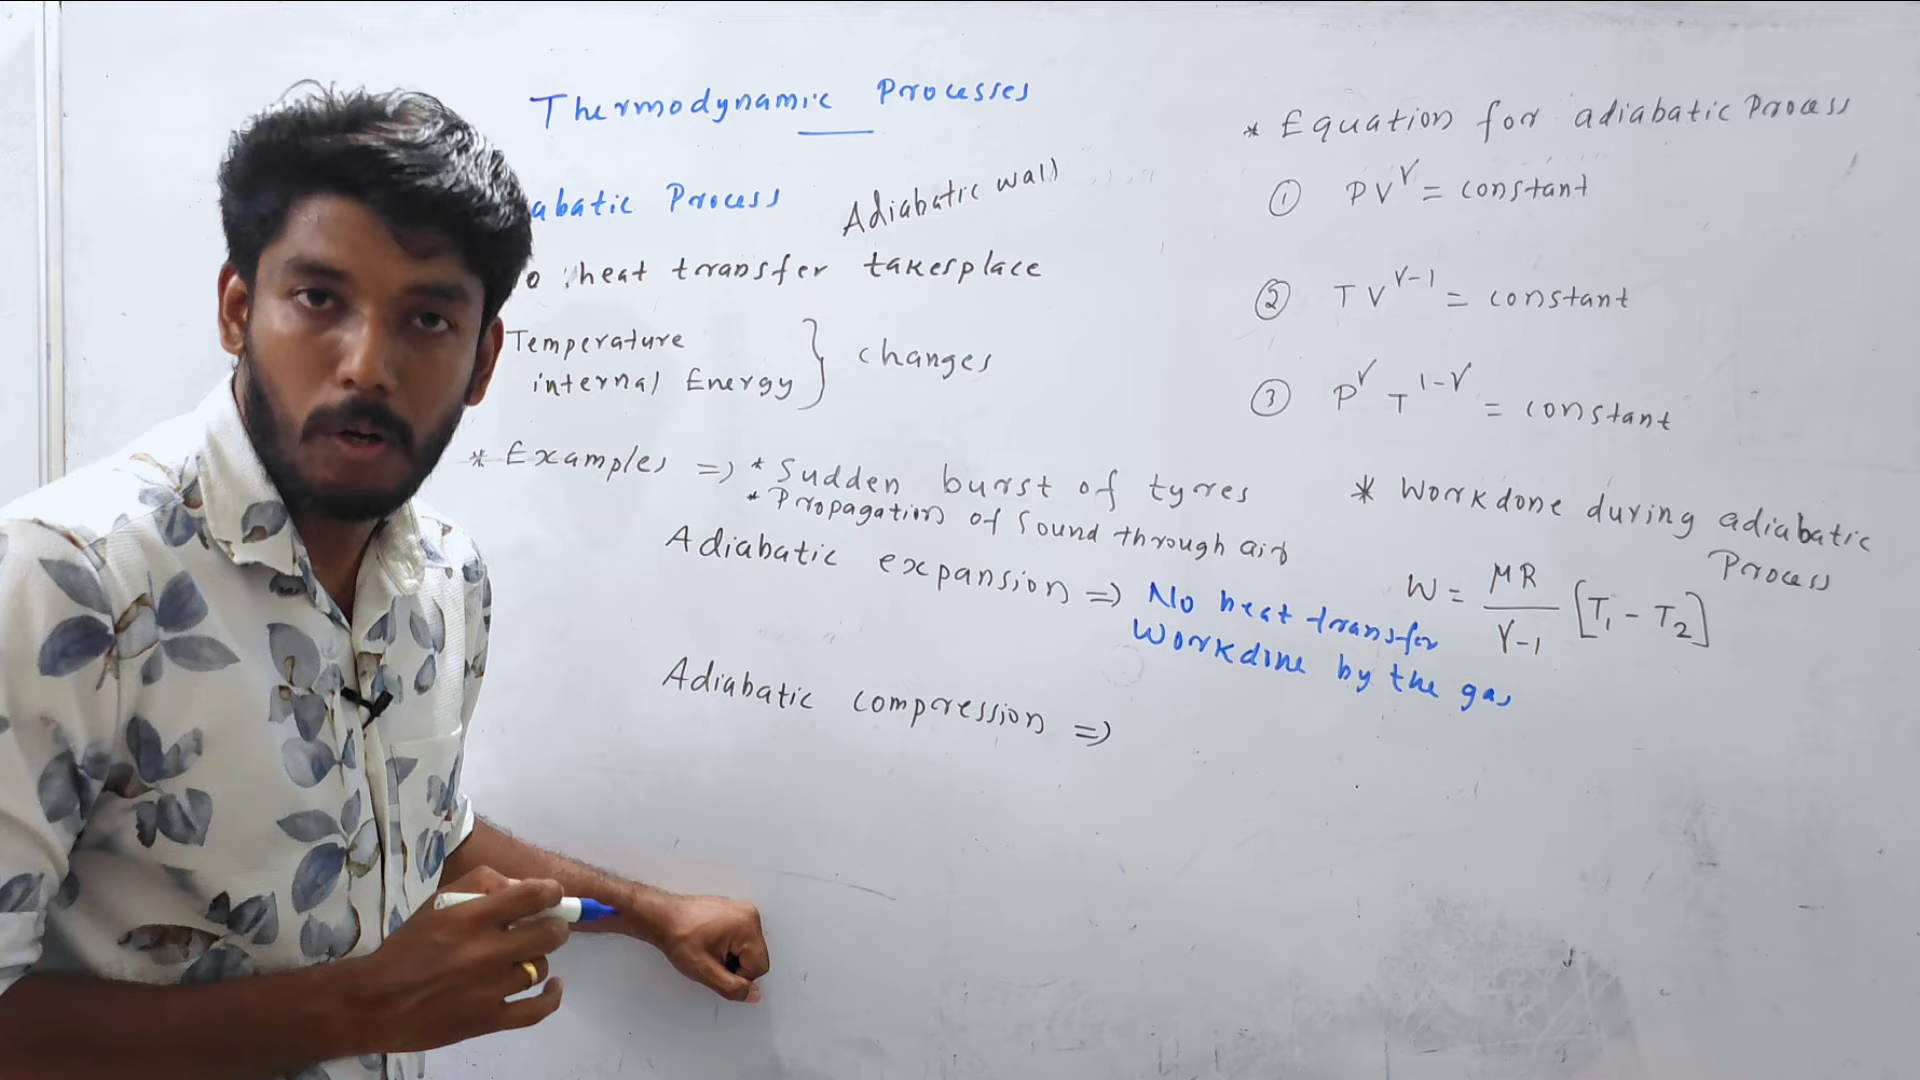 Thermodynamic Processes
abatic Process Adiabatic wall
o heat transfer takesplace
Temperature
internal Energy } changes
* Examples => * Sudden burst of tyres
* Propagation of sound through air
Adiabatic expansion => No heat transfer
Workdone by the gas
Adiabatic compression =>
* Equation for adiabatic Process
① PV^γ = constant
② TV^γ-1 = constant
③ P^γ T^1-γ = constant
* Workdone during adiabatic
Process
W = μR/γ-1 [T₁ - T₂]